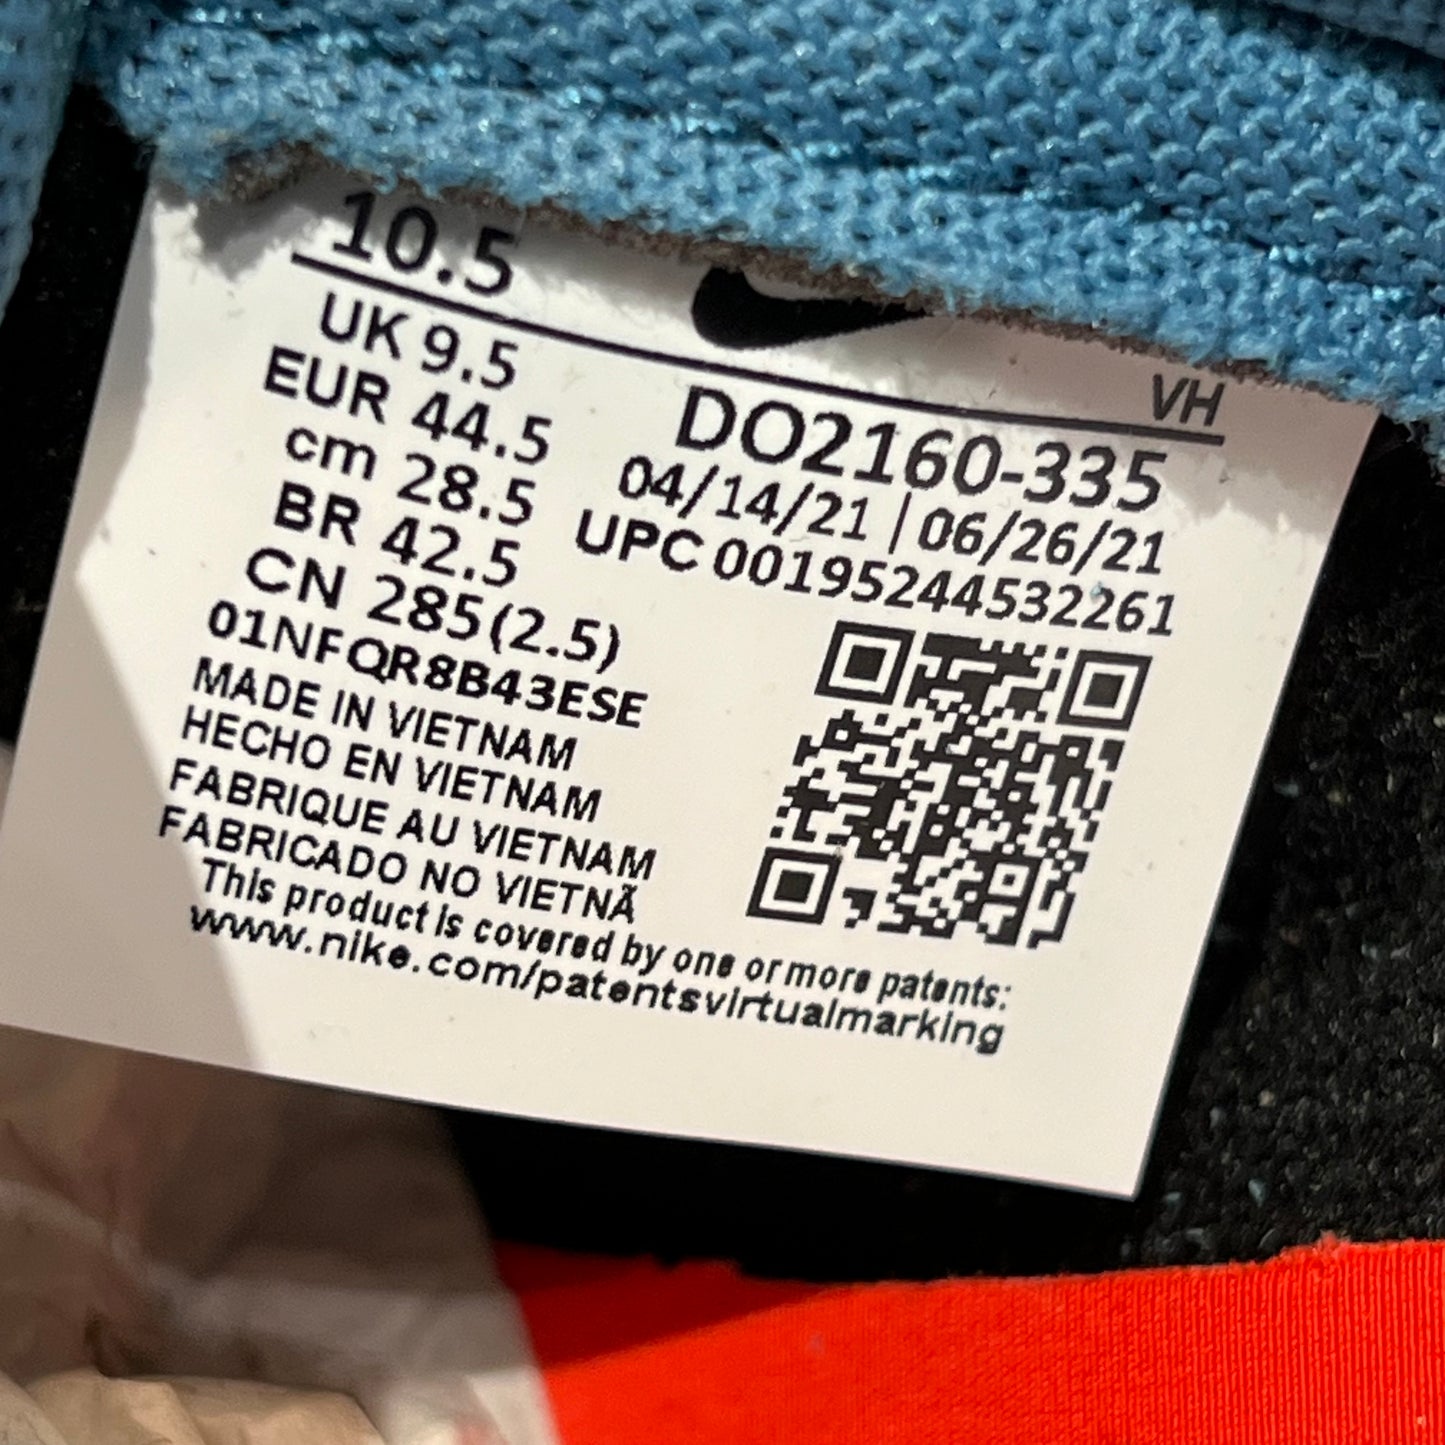 10.5
UK 9.5
EUR 44.5
cm 28.5
BR 42.5
CN 285(2.5)
01NFQR8B43ESE
MADE IN VIETNAM
HECHO EN VIETNAM
FABRIQUE AU VIETNAM
FABRICADO NO VIETNÃ
This product is covered by one or more patents:
www.nike.com/patentsvirtualmarking
VH
DO2160-335
04/14/21 | 06/26/21
UPC 00195244532261